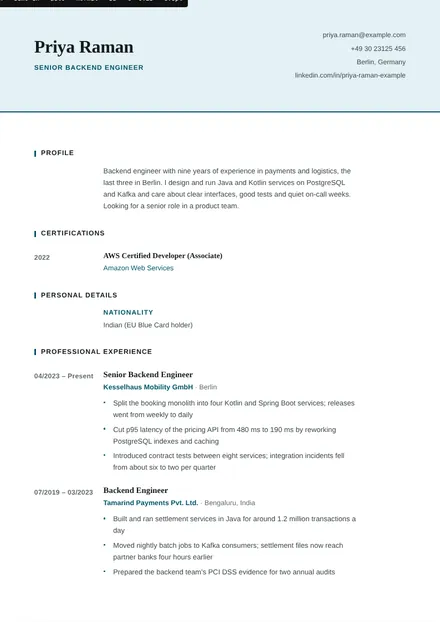 Priya Raman
SENIOR BACKEND ENGINEER
priya.raman@example.com
+49 30 23125 456
Berlin, Germany
linkedin.com/in/priya-raman-example
PROFILE
Backend engineer with nine years of experience in payments and logistics, the
last three in Berlin. I design and run Java and Kotlin services on PostgreSQL
and Kafka and care about clear interfaces, good tests and quiet on-call weeks.
Looking for a senior role in a product team.
CERTIFICATIONS
2022
AWS Certified Developer (Associate)
Amazon Web Services
PERSONAL DETAILS
NATIONALITY
Indian (EU Blue Card holder)
PROFESSIONAL EXPERIENCE
04/2023 – Present
Senior Backend Engineer
Kesselhaus Mobility GmbH · Berlin
• Split the booking monolith into four Kotlin and Spring Boot services; releases
went from weekly to daily
• Cut p95 latency of the pricing API from 480 ms to 190 ms by reworking
PostgreSQL indexes and caching
• Introduced contract tests between eight services; integration incidents fell
from about six to two per quarter
07/2019 – 03/2023
Backend Engineer
Tamarind Payments Pvt. Ltd. · Bengaluru, India
• Built and ran settlement services in Java for around 1.2 million transactions a
day
• Moved nightly batch jobs to Kafka consumers; settlement files now reach
partner banks four hours earlier
• Prepared the backend team's PCI DSS evidence for two annual audits